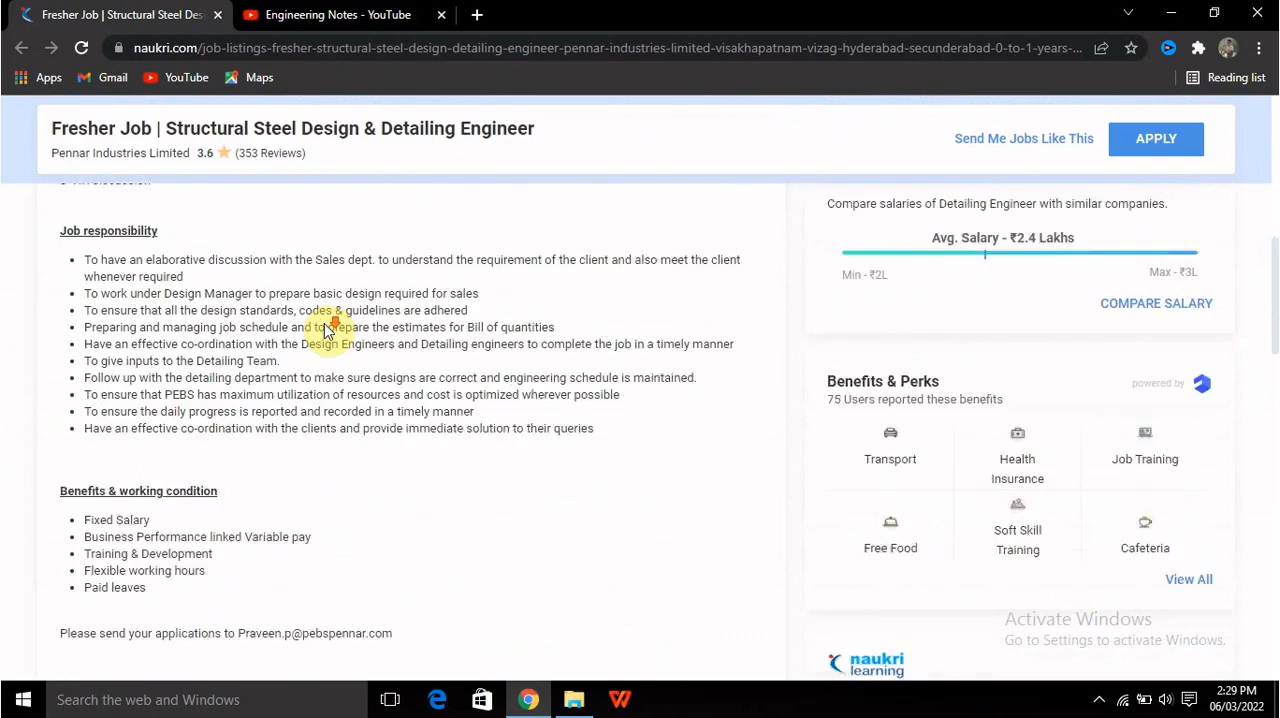 Fresher Job | Structural Steel Des
Engineering Notes - YouTube
naukri.com/job-listings-fresher-structural-steel-design-detailing-engineer-pennar-industries-limited-visakhapatnam-vizag-hyderabad-secunderabad-0-to-1-years-...
Apps
Gmail
YouTube
Maps
Reading list
Fresher Job | Structural Steel Design & Detailing Engineer
Pennar Industries Limited 3.6 (353 Reviews)
Send Me Jobs Like This
APPLY
Job responsibility
• To have an elaborative discussion with the Sales dept. to understand the requirement of the client and also meet the client
whenever required
• To work under Design Manager to prepare basic design required for sales
• To ensure that all the design standards, codes & guidelines are adhered
• Preparing and managing job schedule and to prepare the estimates for Bill of quantities
• Have an effective co-ordination with the Design Engineers and Detailing engineers to complete the job in a timely manner
• To give inputs to the Detailing Team.
• Follow up with the detailing department to make sure designs are correct and engineering schedule is maintained.
• To ensure that PEBS has maximum utilization of resources and cost is optimized wherever possible
• To ensure the daily progress is reported and recorded in a timely manner
• Have an effective co-ordination with the clients and provide immediate solution to their queries
Benefits & working condition
• Fixed Salary
• Business Performance linked Variable pay
• Training & Development
• Flexible working hours
• Paid leaves
Please send your applications to Praveen.p@pebspennar.com
Compare salaries of Detailing Engineer with similar companies.
Avg. Salary - ₹2.4 Lakhs
Min - ₹2L
Max - ₹3L
COMPARE SALARY
Benefits & Perks
powered by
75 Users reported these benefits
Transport
Health
Insurance
Job Training
Free Food
Soft Skill
Training
Cafeteria
View All
Activate Windows
Go to Settings to activate Windows.
naukri
learning
Search the web and Windows
2:29 PM
06/03/2022